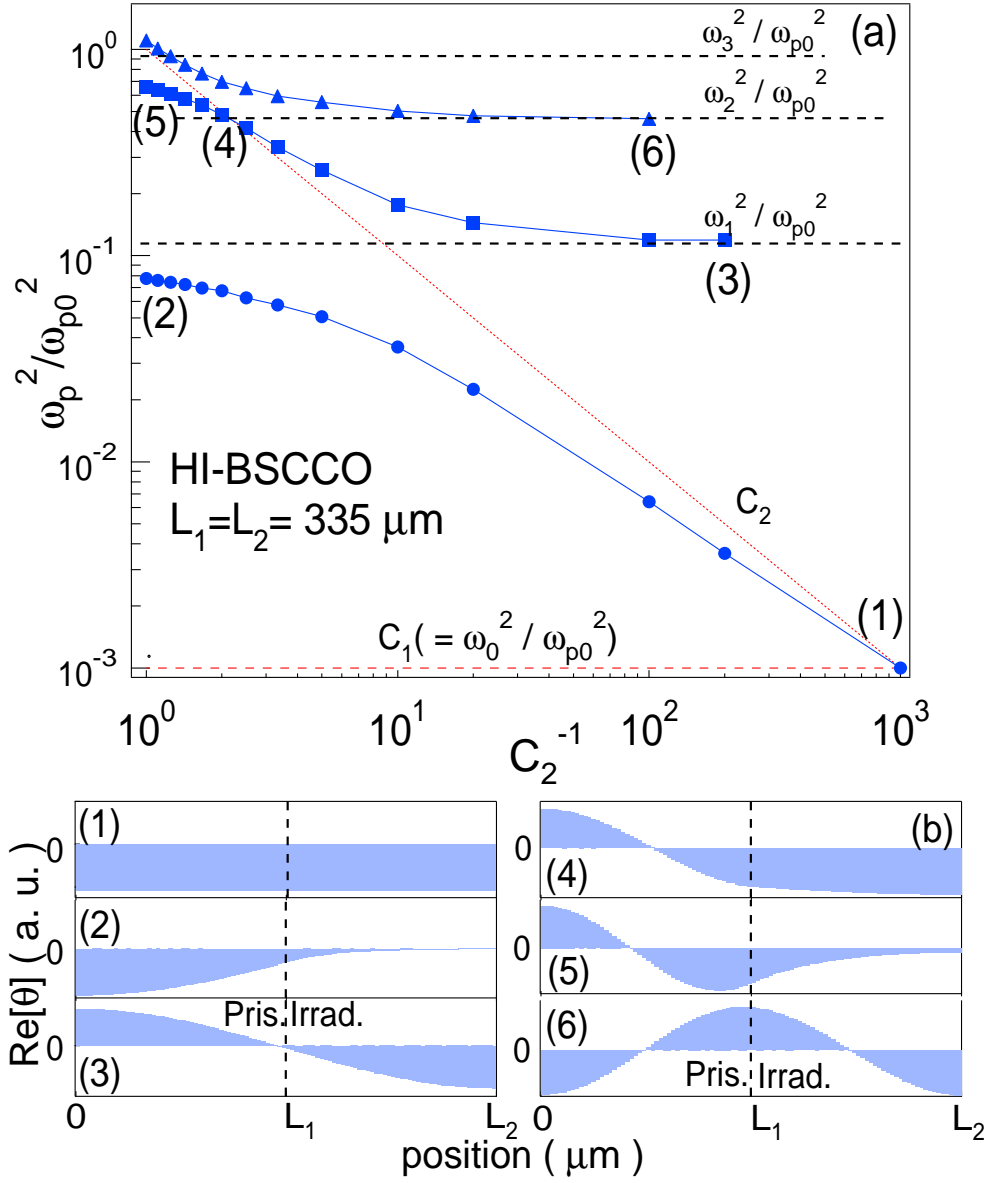 (a)
ω₃² / ωₚ₀²
ω₂² / ωₚ₀²
ω₁² / ωₚ₀²
10⁰
10⁻¹
10⁻²
10⁻³
ωₚ²/ωₚ₀²
(5)
(4)
(6)
(3)
(2)
HI-BSCCO
L₁=L₂= 335 μm
C₂
(1)
C₁( = ω₀² / ωₚ₀²)
10⁰ 10¹ 10² 10³
C₂⁻¹
Re[θ] ( a. u. )
(1)
0
(2)
0
Pris. Irrad.
0
(3)
0 L₁ L₂
(b)
0
(4)
0
(5)
(6)
0
Pris. Irrad.
0 L₁ L₂
position ( μm )